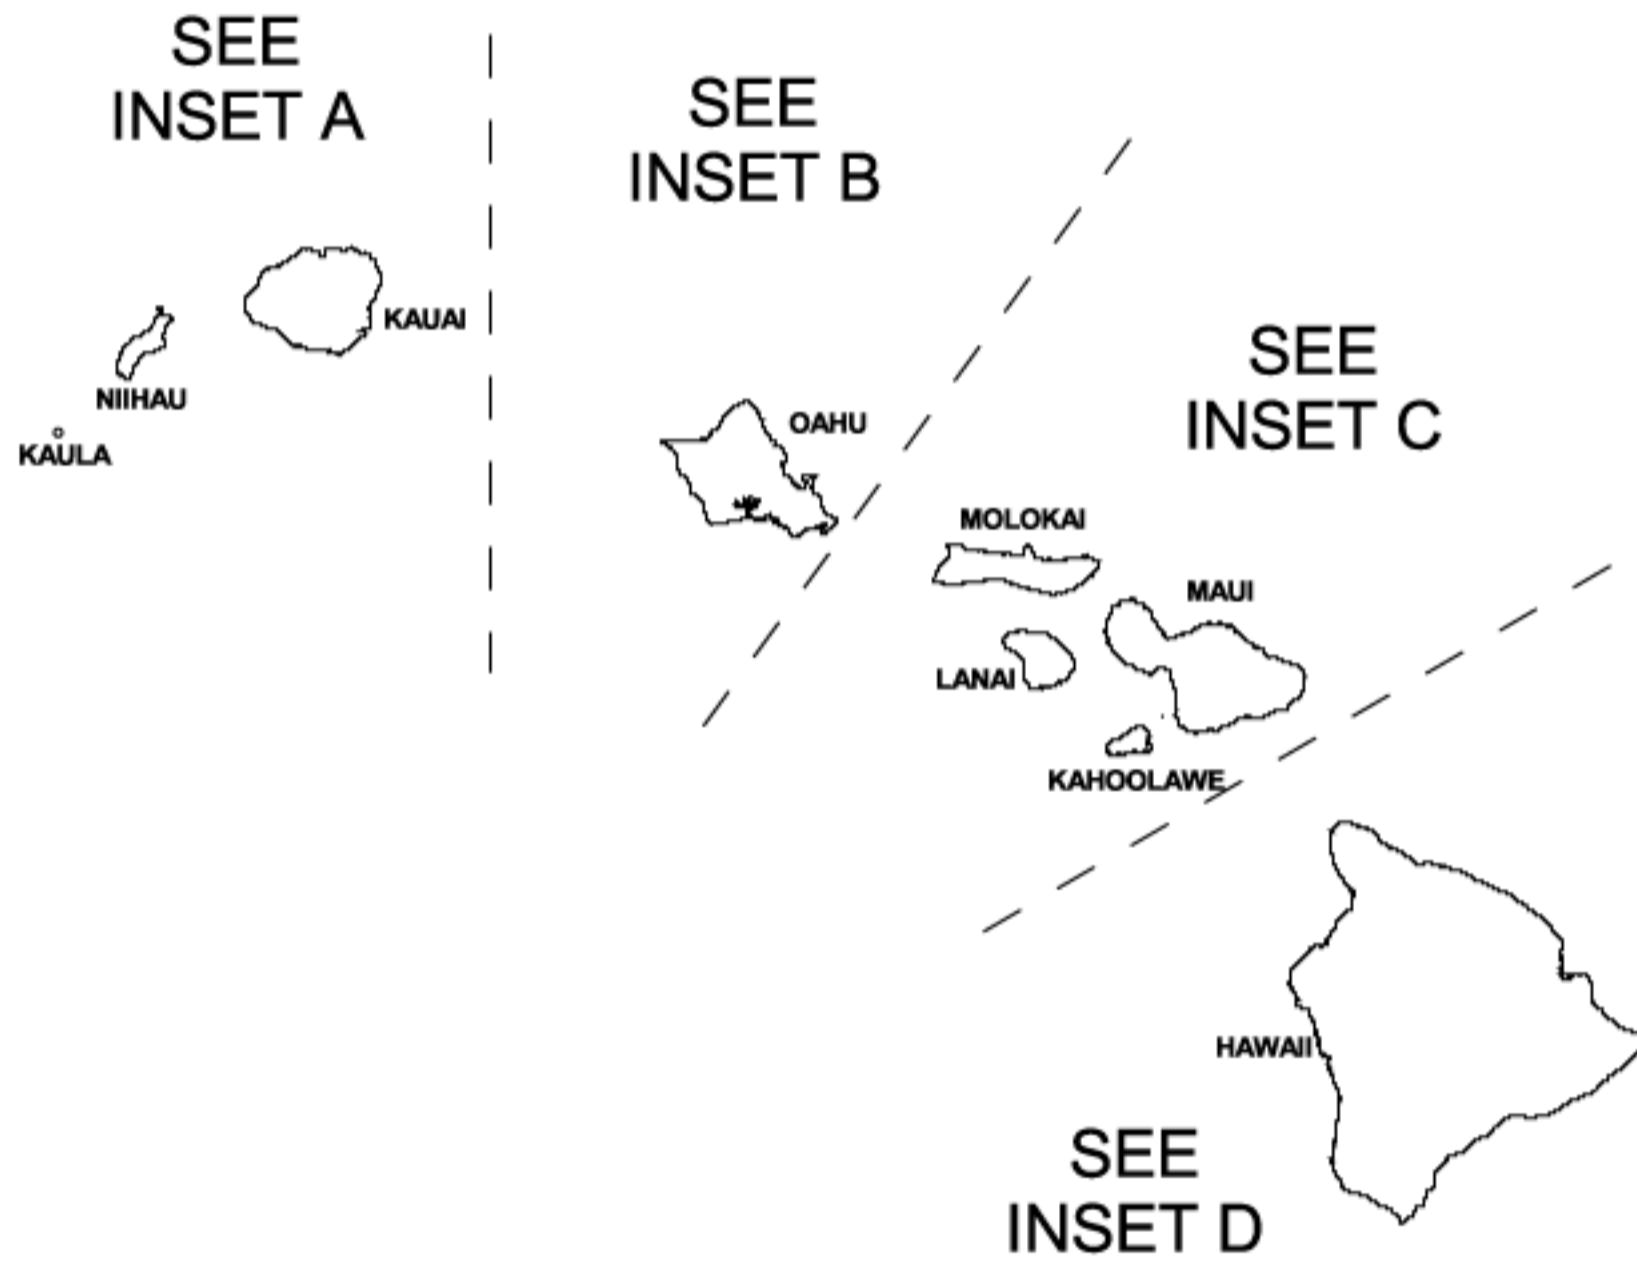 SEE
INSET A
SEE
INSET B
KAUAI
NIIHAU
KAULA
SEE
INSET C
OAHU
MOLOKAI
MAUI
LANAI
KAHOOLAWE
HAWAII
SEE
INSET D